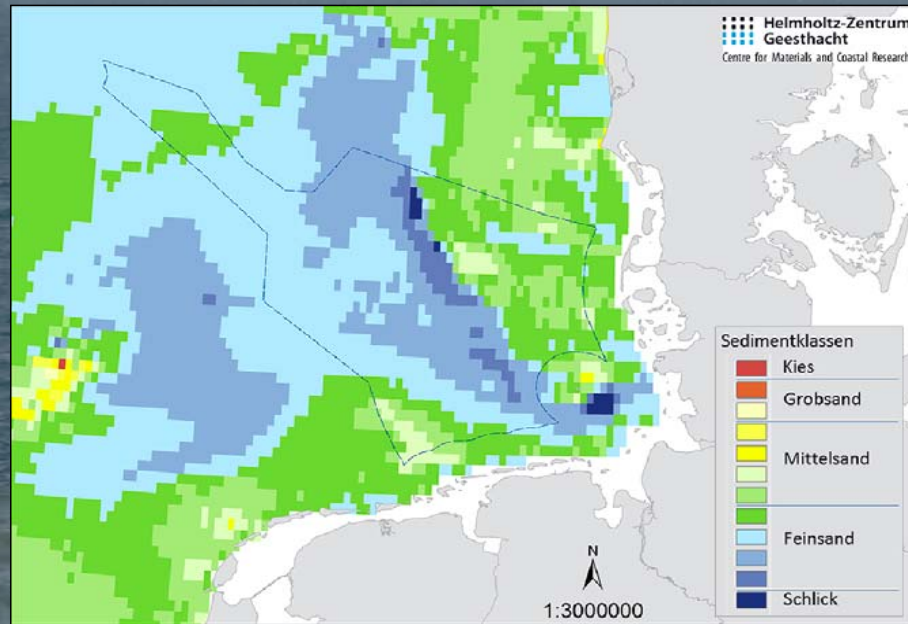 Helmholtz-Zentrum
Geesthacht
Centre for Materials and Coastal Research
Sedimentklassen
Kies
Grobsand
Mittelsand
Feinsand
Schlick
N
1:3000000